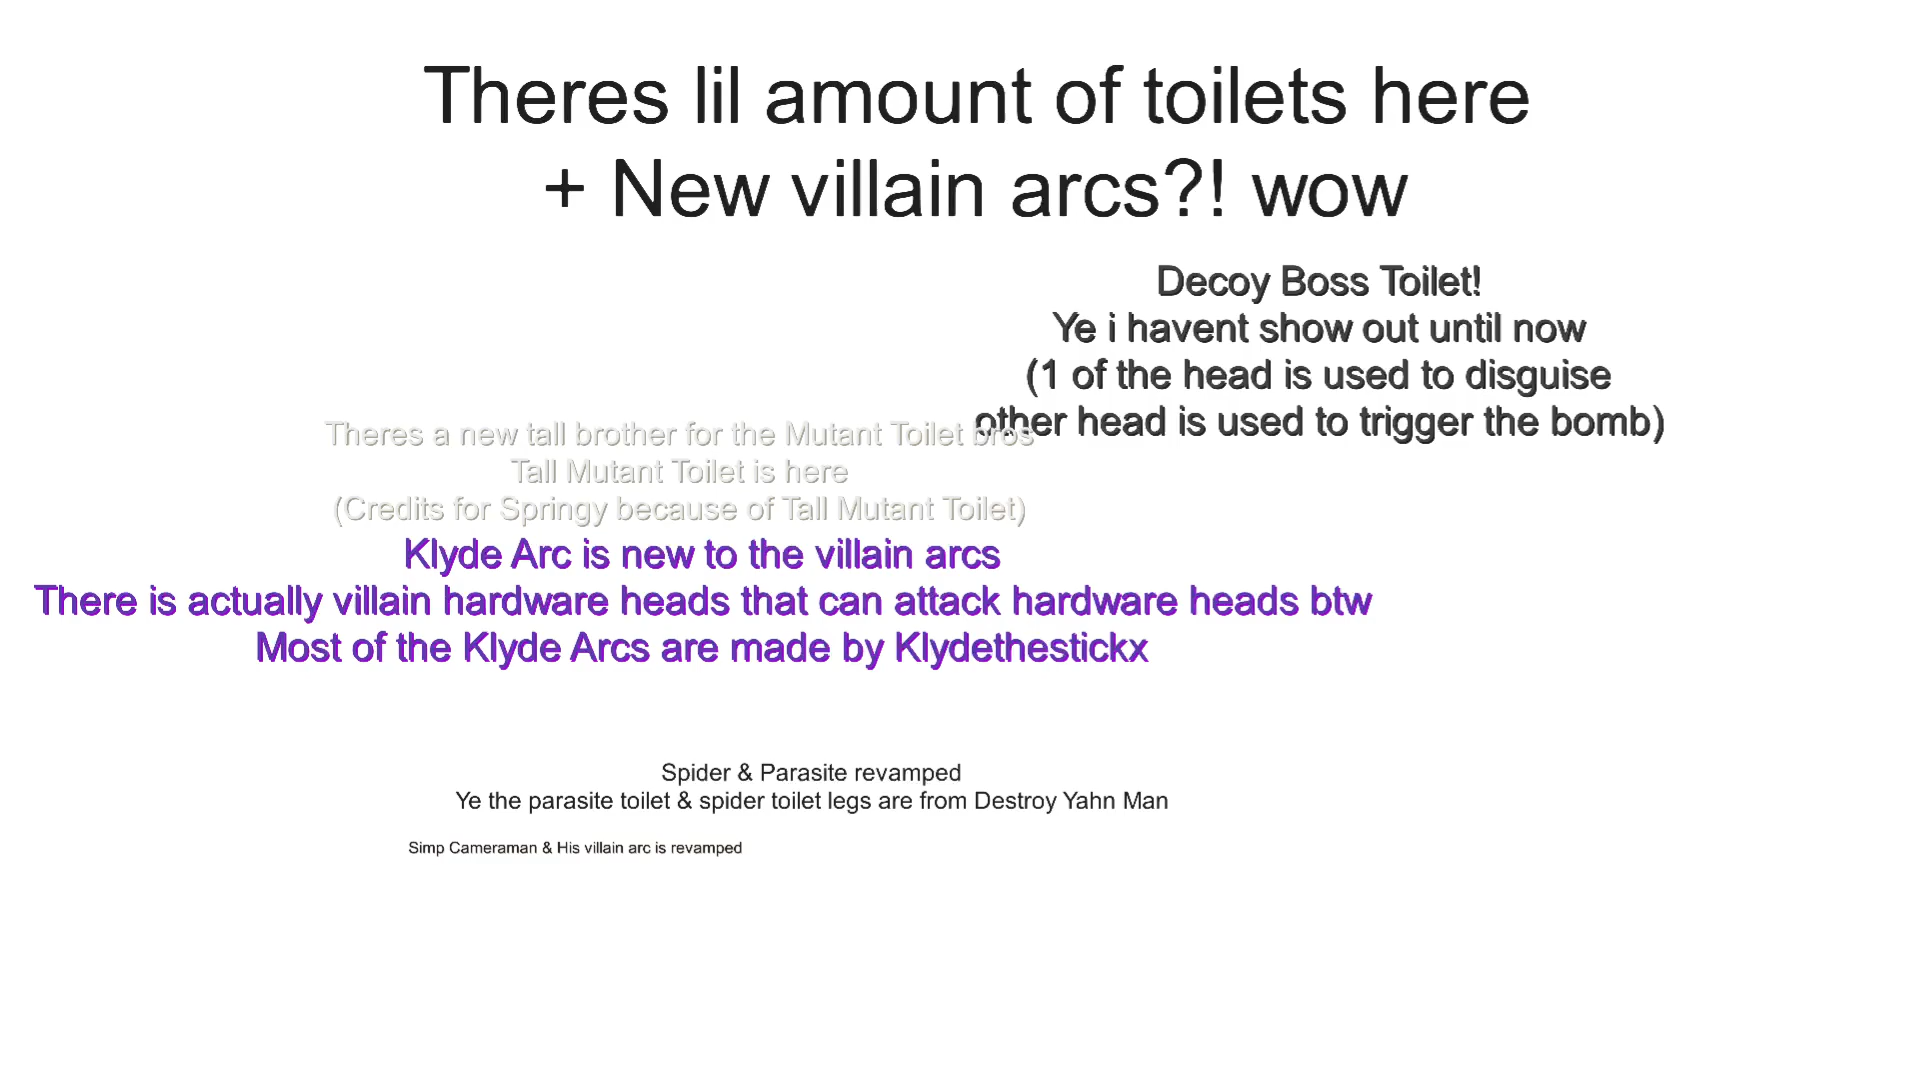 Theres lil amount of toilets here
+ New villain arcs?! wow
Decoy Boss Toilet!
Ye i havent show out until now
(1 of the head is used to disguise
other head is used to trigger the bomb)
Theres a new tall brother for the Mutant Toilet bros
Tall Mutant Toilet is here
(Credits for Springy because of Tall Mutant Toilet)
Klyde Arc is new to the villain arcs
There is actually villain hardware heads that can attack hardware heads btw
Most of the Klyde Arcs are made by Klydethestickx
Spider & Parasite revamped
Ye the parasite toilet & spider toilet legs are from Destroy Yahn Man
Simp Cameraman & His villain arc is revamped